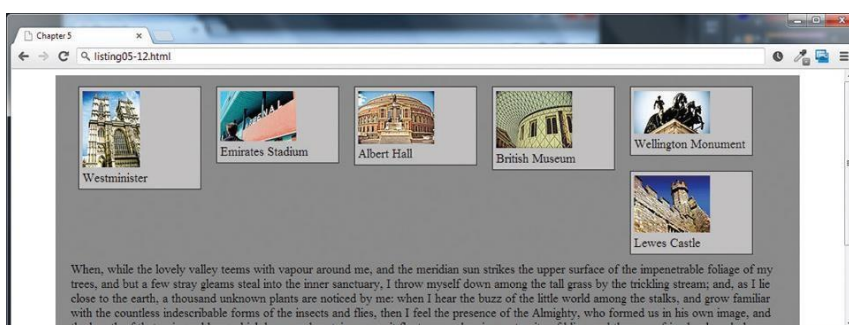 Chapter 5
listing05-12.html
Westminister
Emirates Stadium
Albert Hall
British Museum
Wellington Monument
Lewes Castle
When, while the lovely valley teems with vapour around me, and the meridian sun strikes the upper surface of the impenetrable foliage of my
trees, and but a few stray gleams steal into the inner sanctuary, I throw myself down among the tall grass by the trickling stream; and, as I lie
close to the earth, a thousand unknown plants are noticed by me: when I hear the buzz of the little world among the stalks, and grow familiar
with the countless indescribable forms of the insects and flies, then I feel the presence of the Almighty, who formed us in his own image, and